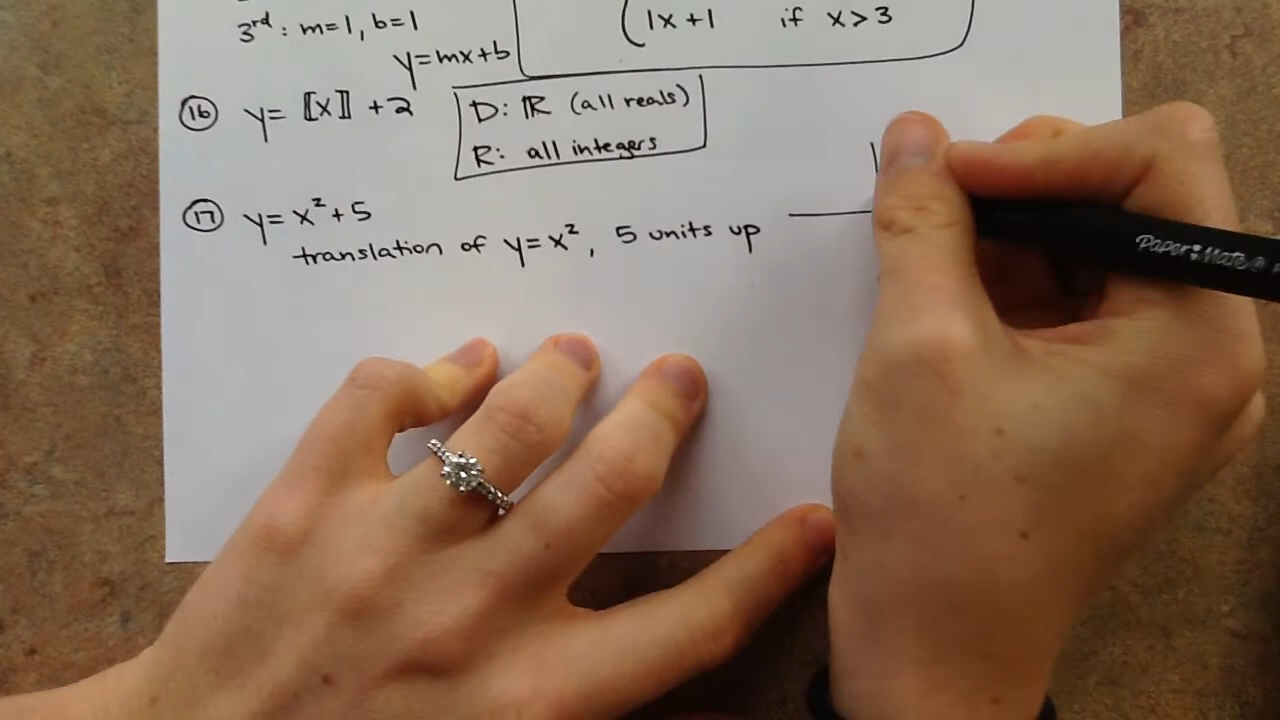 3rd: m=1, b=1
y=mx+b
1x+1 if x>3
16 y= ⟦x⟧ +2
D: ℝ (all reals)
R: all integers
17 y= x²+5
translation of y=x², 5 units up
Paper Mate®